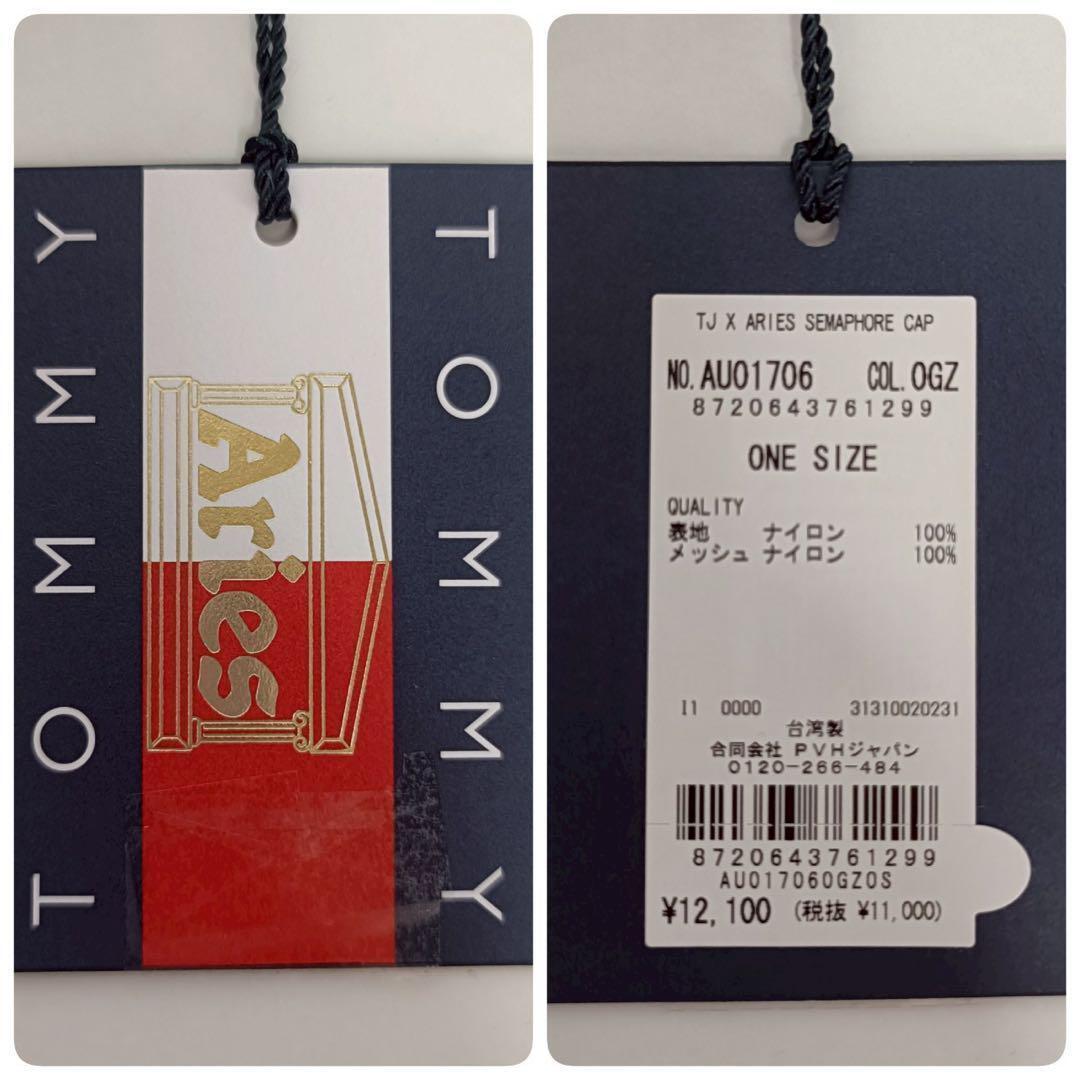 TOMMY
Aries
TOMMY
TJ X ARIES SEMAPHORE CAP
NO. AU01706 COL. 0GZ
8720643761299
ONE SIZE
QUALITY
表地 ナイロン 100%
メッシュ ナイロン 100%
11 0000 31310020231
台湾製
合同会社 PVHジャパン
0120-266-484
8720643761299
AU017060GZ0S
¥12,100 (税抜 ¥11,000)